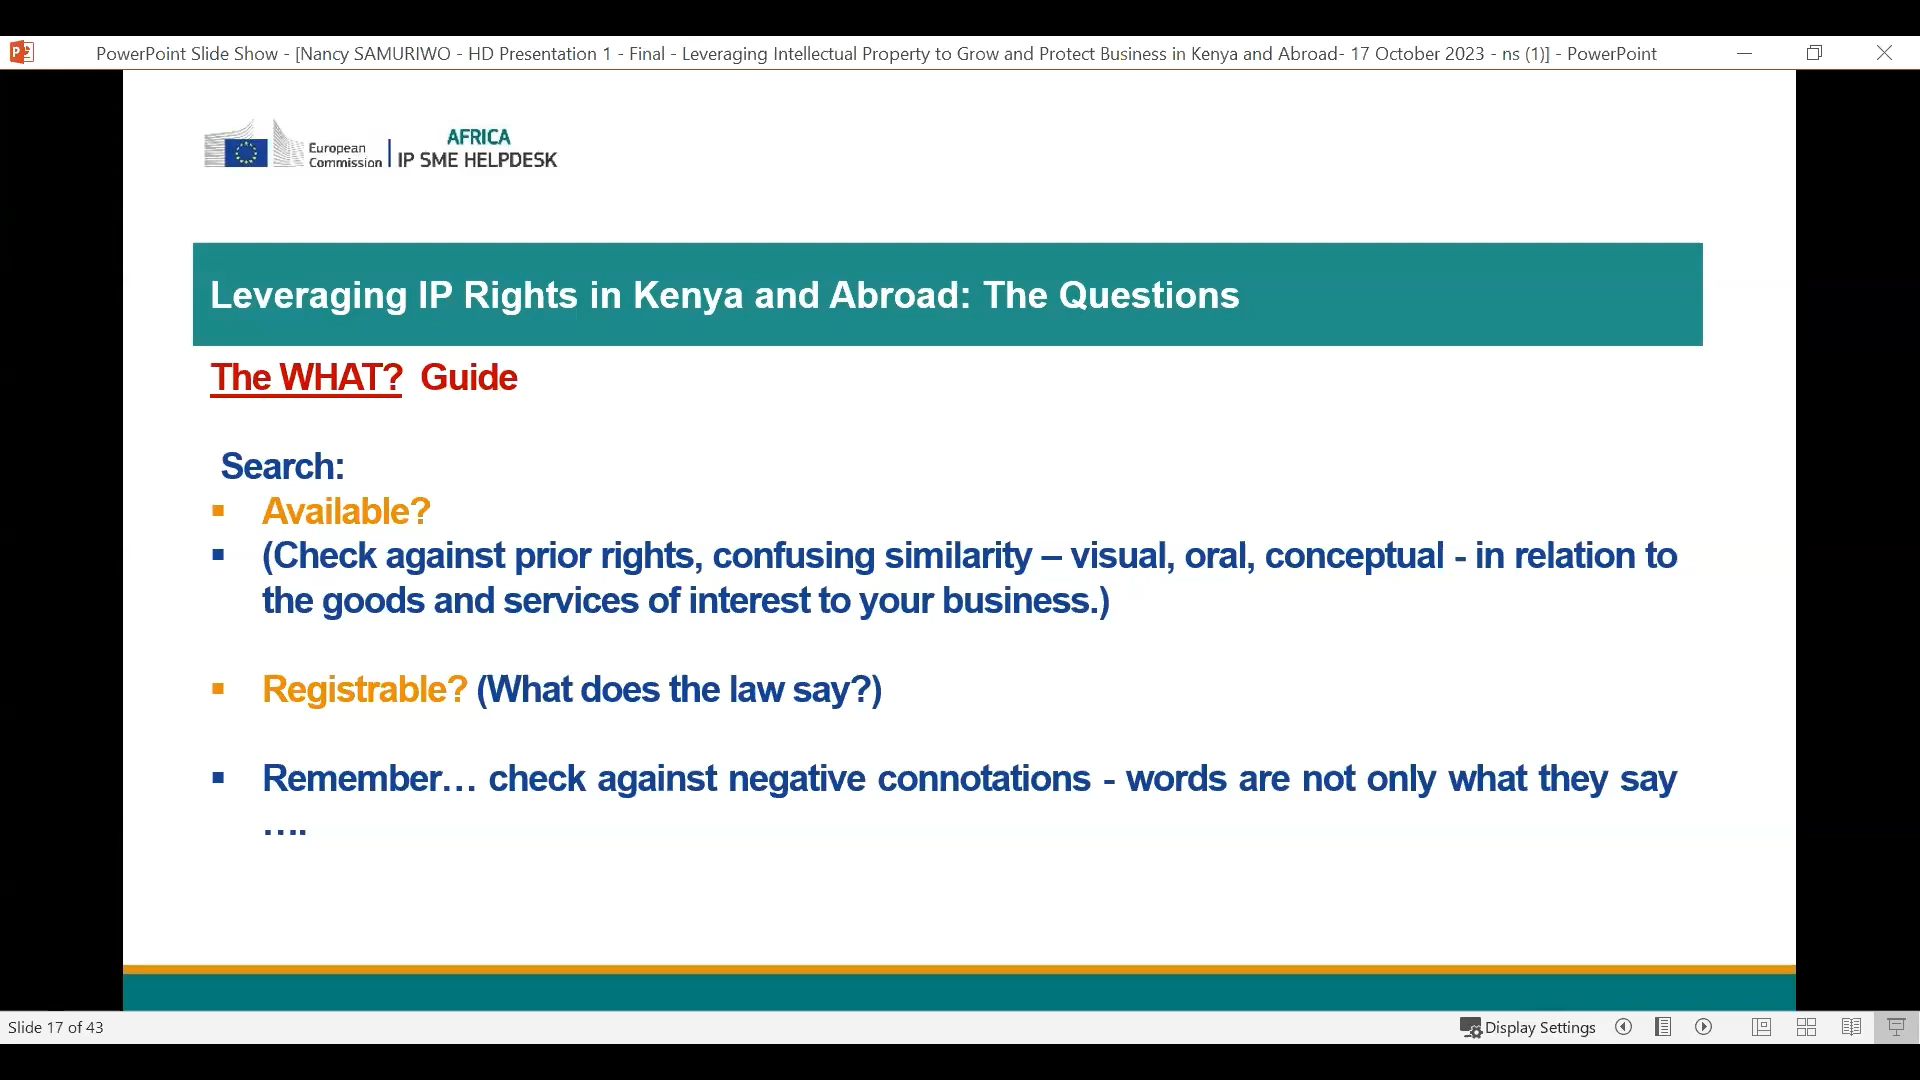 PowerPoint Slide Show - [Nancy SAMURIWO - HD Presentation 1 - Final - Leveraging Intellectual Property to Grow and Protect Business in Kenya and Abroad- 17 October 2023 - ns (1)] - PowerPoint
European
Commission
AFRICA
IP SME HELPDESK
Leveraging IP Rights in Kenya and Abroad: The Questions
The WHAT? Guide
Search:
▪ Available?
▪ (Check against prior rights, confusing similarity – visual, oral, conceptual - in relation to
the goods and services of interest to your business.)
▪ Registrable? (What does the law say?)
▪ Remember… check against negative connotations - words are not only what they say
….
Slide 17 of 43
Display Settings